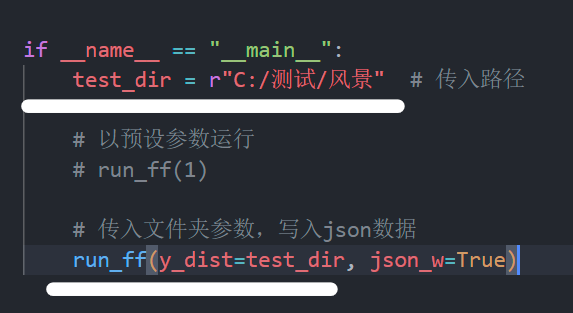 if __name__ == "__main__":
test_dir = r"C:/测试/风景"  # 传入路径
# 以预设参数运行
# run_ff(1)
# 传入文件夹参数，写入json数据
run_ff(y_dist=test_dir, json_w=True)